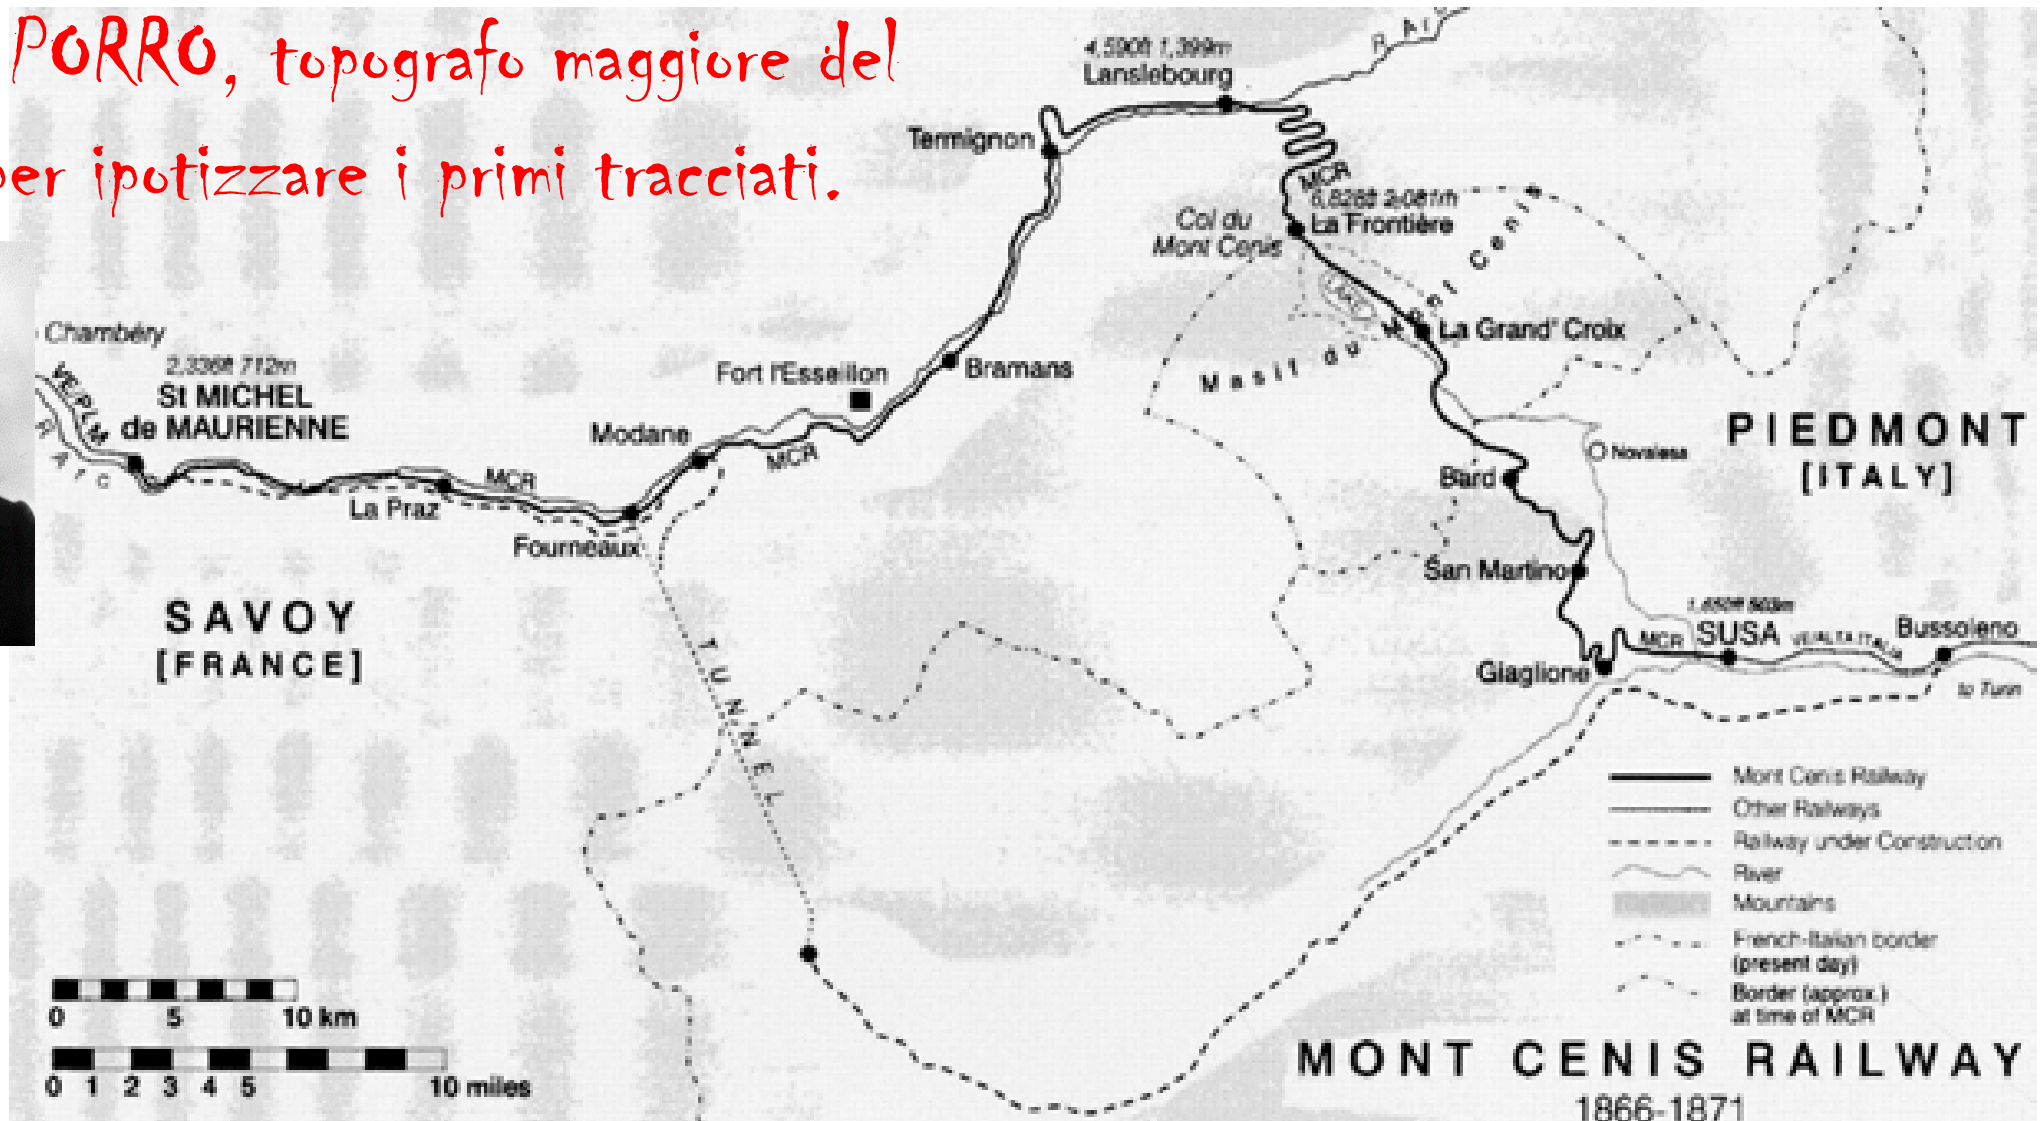 PORRO, topografo maggiore del
per ipotizzare i primi tracciati.
4,590ft 1,399m
Lanslebourg
Termignon
MCR
6,828ft 2,081m
La Frontière
Col du
Mont Cenis
Masif du Mont Cenis
La Grand' Croix
Chambéry
2,336ft 712m
St MICHEL
de MAURIENNE
Fort l'Esseillon
Bramans
Modane
MCR
MCR
La Praz
Fourneaux
PIEDMONT
[ITALY]
Novalesa
Bard
San Martino
SAVOY
[FRANCE]
TUNNEL
1,650ft 503m
MCR
SUSA
Bussoleno
Giaglione
to Turin
Mont Cenis Railway
Other Railways
Railway under Construction
River
Mountains
French-Italian border
(present day)
Border (approx.)
at time of MCR
0 5 10 km
0 1 2 3 4 5 10 miles
MONT CENIS RAILWAY
1866-1871